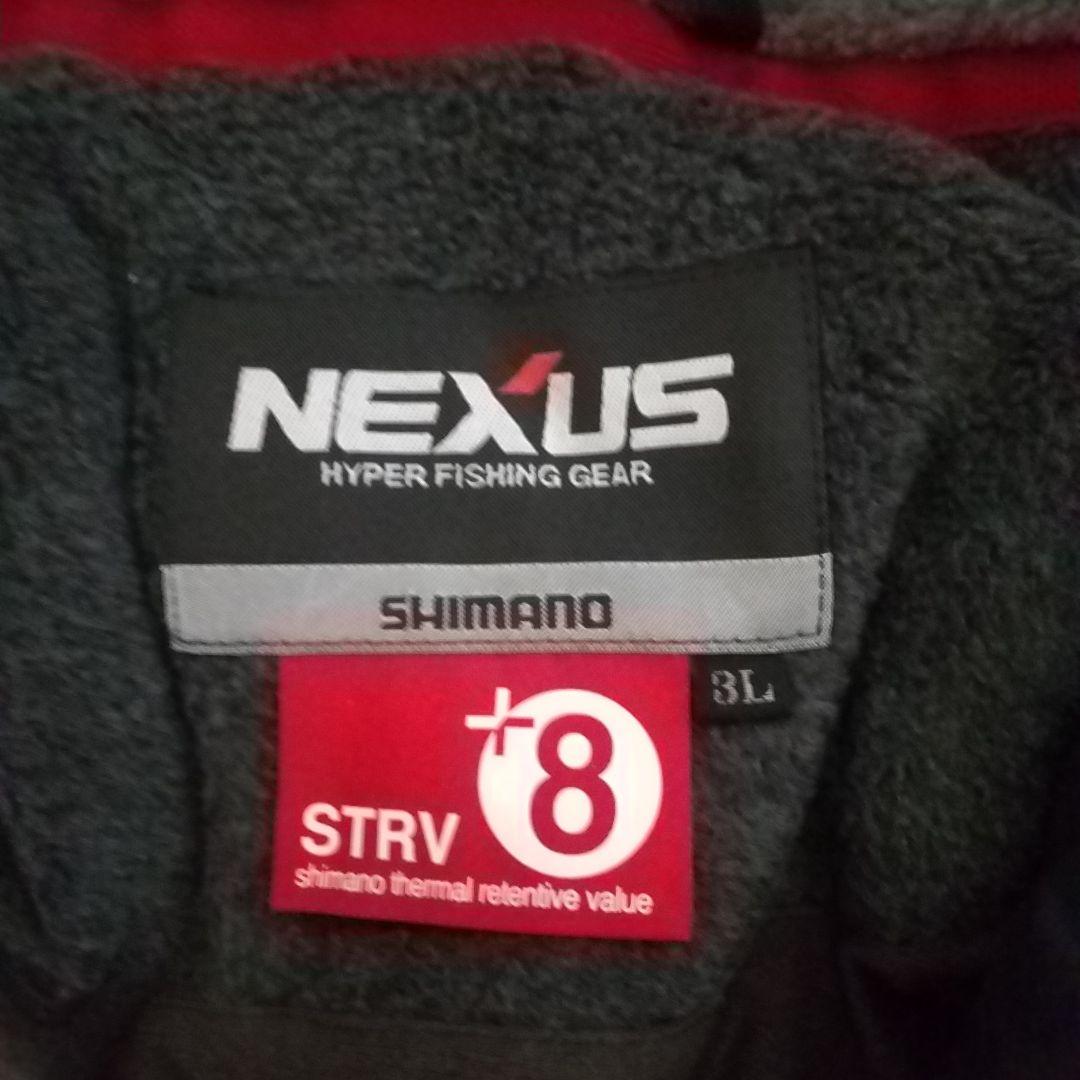 NEXUS
HYPER FISHING GEAR
SHIMANO
3L
+8
STRV
shimano thermal retentive value